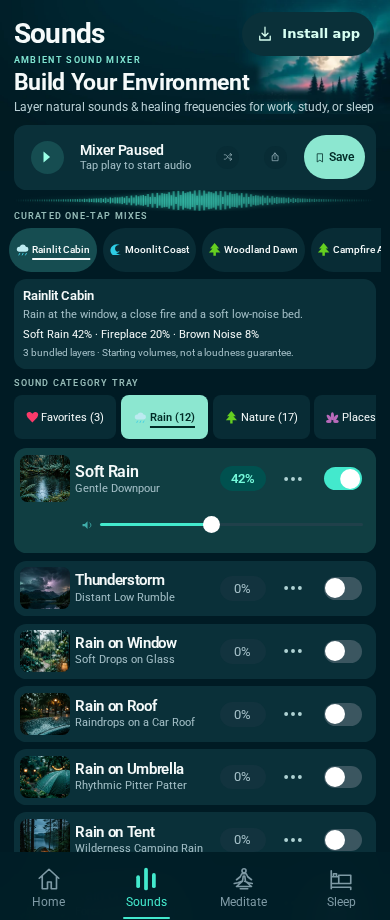 Sounds
Install app
AMBIENT SOUND MIXER
Build Your Environment
Layer natural sounds & healing frequencies for work, study, or sleep
Mixer Paused
Tap play to start audio
Save
CURATED ONE-TAP MIXES
Rainlit Cabin
Moonlit Coast
Woodland Dawn
Campfire A
Rainlit Cabin
Rain at the window, a close fire and a soft low-noise bed.
Soft Rain 42% · Fireplace 20% · Brown Noise 8%
3 bundled layers · Starting volumes, not a loudness guarantee.
SOUND CATEGORY TRAY
Favorites (3)
Rain (12)
Nature (17)
Places
Soft Rain
Gentle Downpour
42%
Thunderstorm
Distant Low Rumble
0%
Rain on Window
Soft Drops on Glass
0%
Rain on Roof
Raindrops on a Car Roof
0%
Rain on Umbrella
Rhythmic Pitter Patter
0%
Rain on Tent
Wilderness Camping Rain
0%
Home
Sounds
Meditate
Sleep